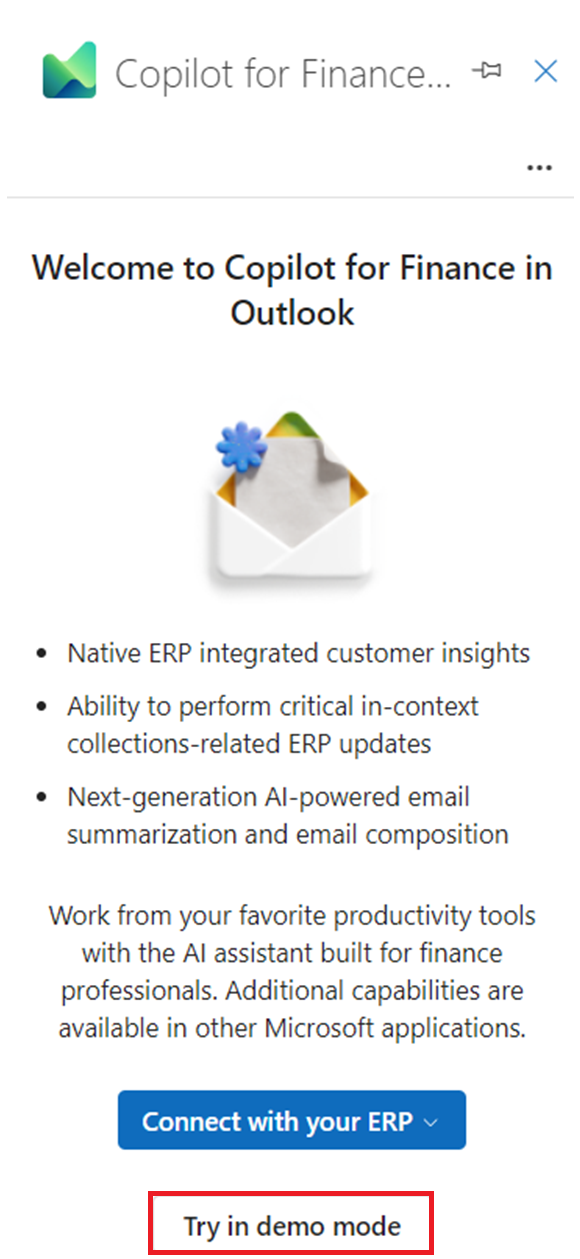 Copilot for Finance...
...
Welcome to Copilot for Finance in
Outlook
• Native ERP integrated customer insights
• Ability to perform critical in-context
collections-related ERP updates
• Next-generation AI-powered email
summarization and email composition
Work from your favorite productivity tools
with the AI assistant built for finance
professionals. Additional capabilities are
available in other Microsoft applications.
Connect with your ERP
Try in demo mode